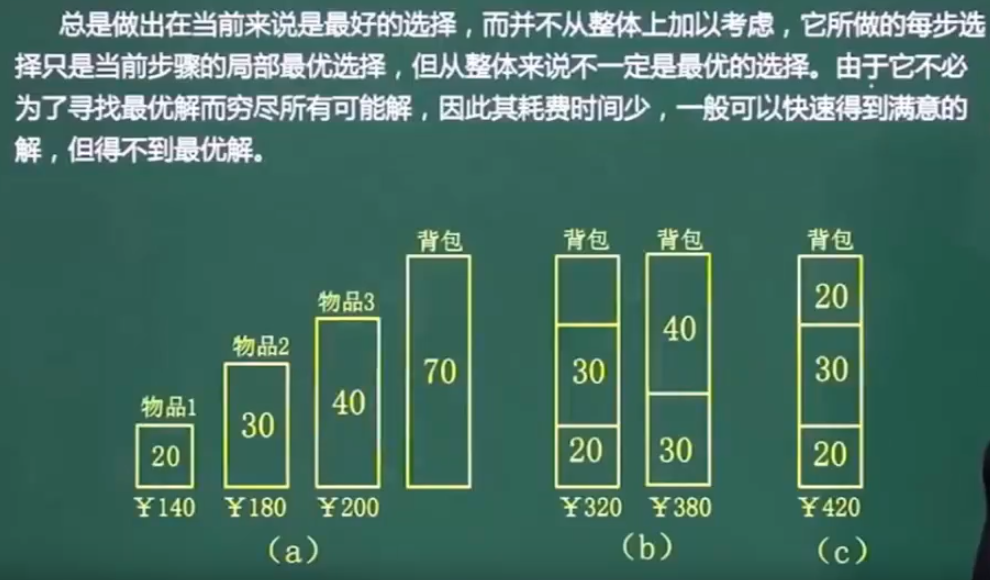 总是做出在当前来说是最好的选择，而并不从整体上加以考虑，它所做的每步选
择只是当前步骤的局部最优选择，但从整体来说不一定是最优的选择。由于它不必
为了寻找最优解而穷尽所有可能解，因此其耗费时间少，一般可以快速得到满意的
解，但得不到最优解。
背包 背包 背包 背包
物品3
物品2
物品1
20 30 40 70
30 20
40 30
20 30 20
￥140 ￥180 ￥200 ￥320 ￥380 ￥420
（a） （b） （c）